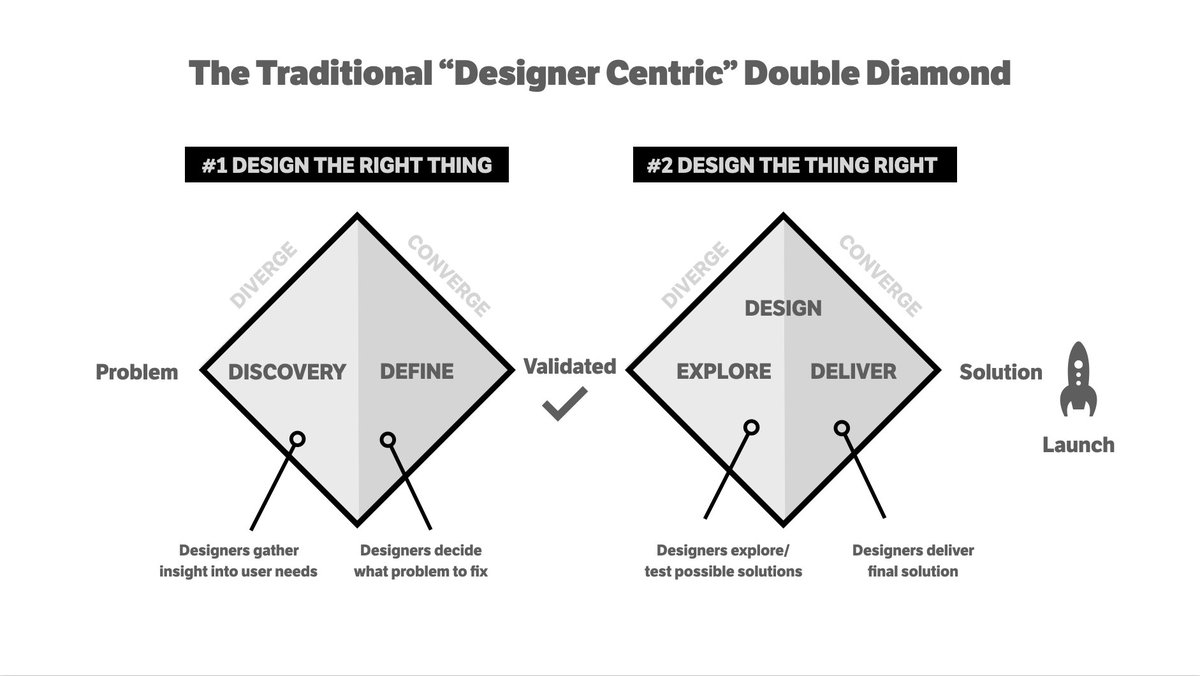 The Traditional “Designer Centric” Double Diamond
#1 DESIGN THE RIGHT THING
#2 DESIGN THE THING RIGHT
DIVERGE
CONVERGE
DIVERGE
CONVERGE
DESIGN
Problem
DISCOVERY
DEFINE
Validated
EXPLORE
DELIVER
Solution
Launch
Designers gather
insight into user needs
Designers decide
what problem to fix
Designers explore/
test possible solutions
Designers deliver
final solution